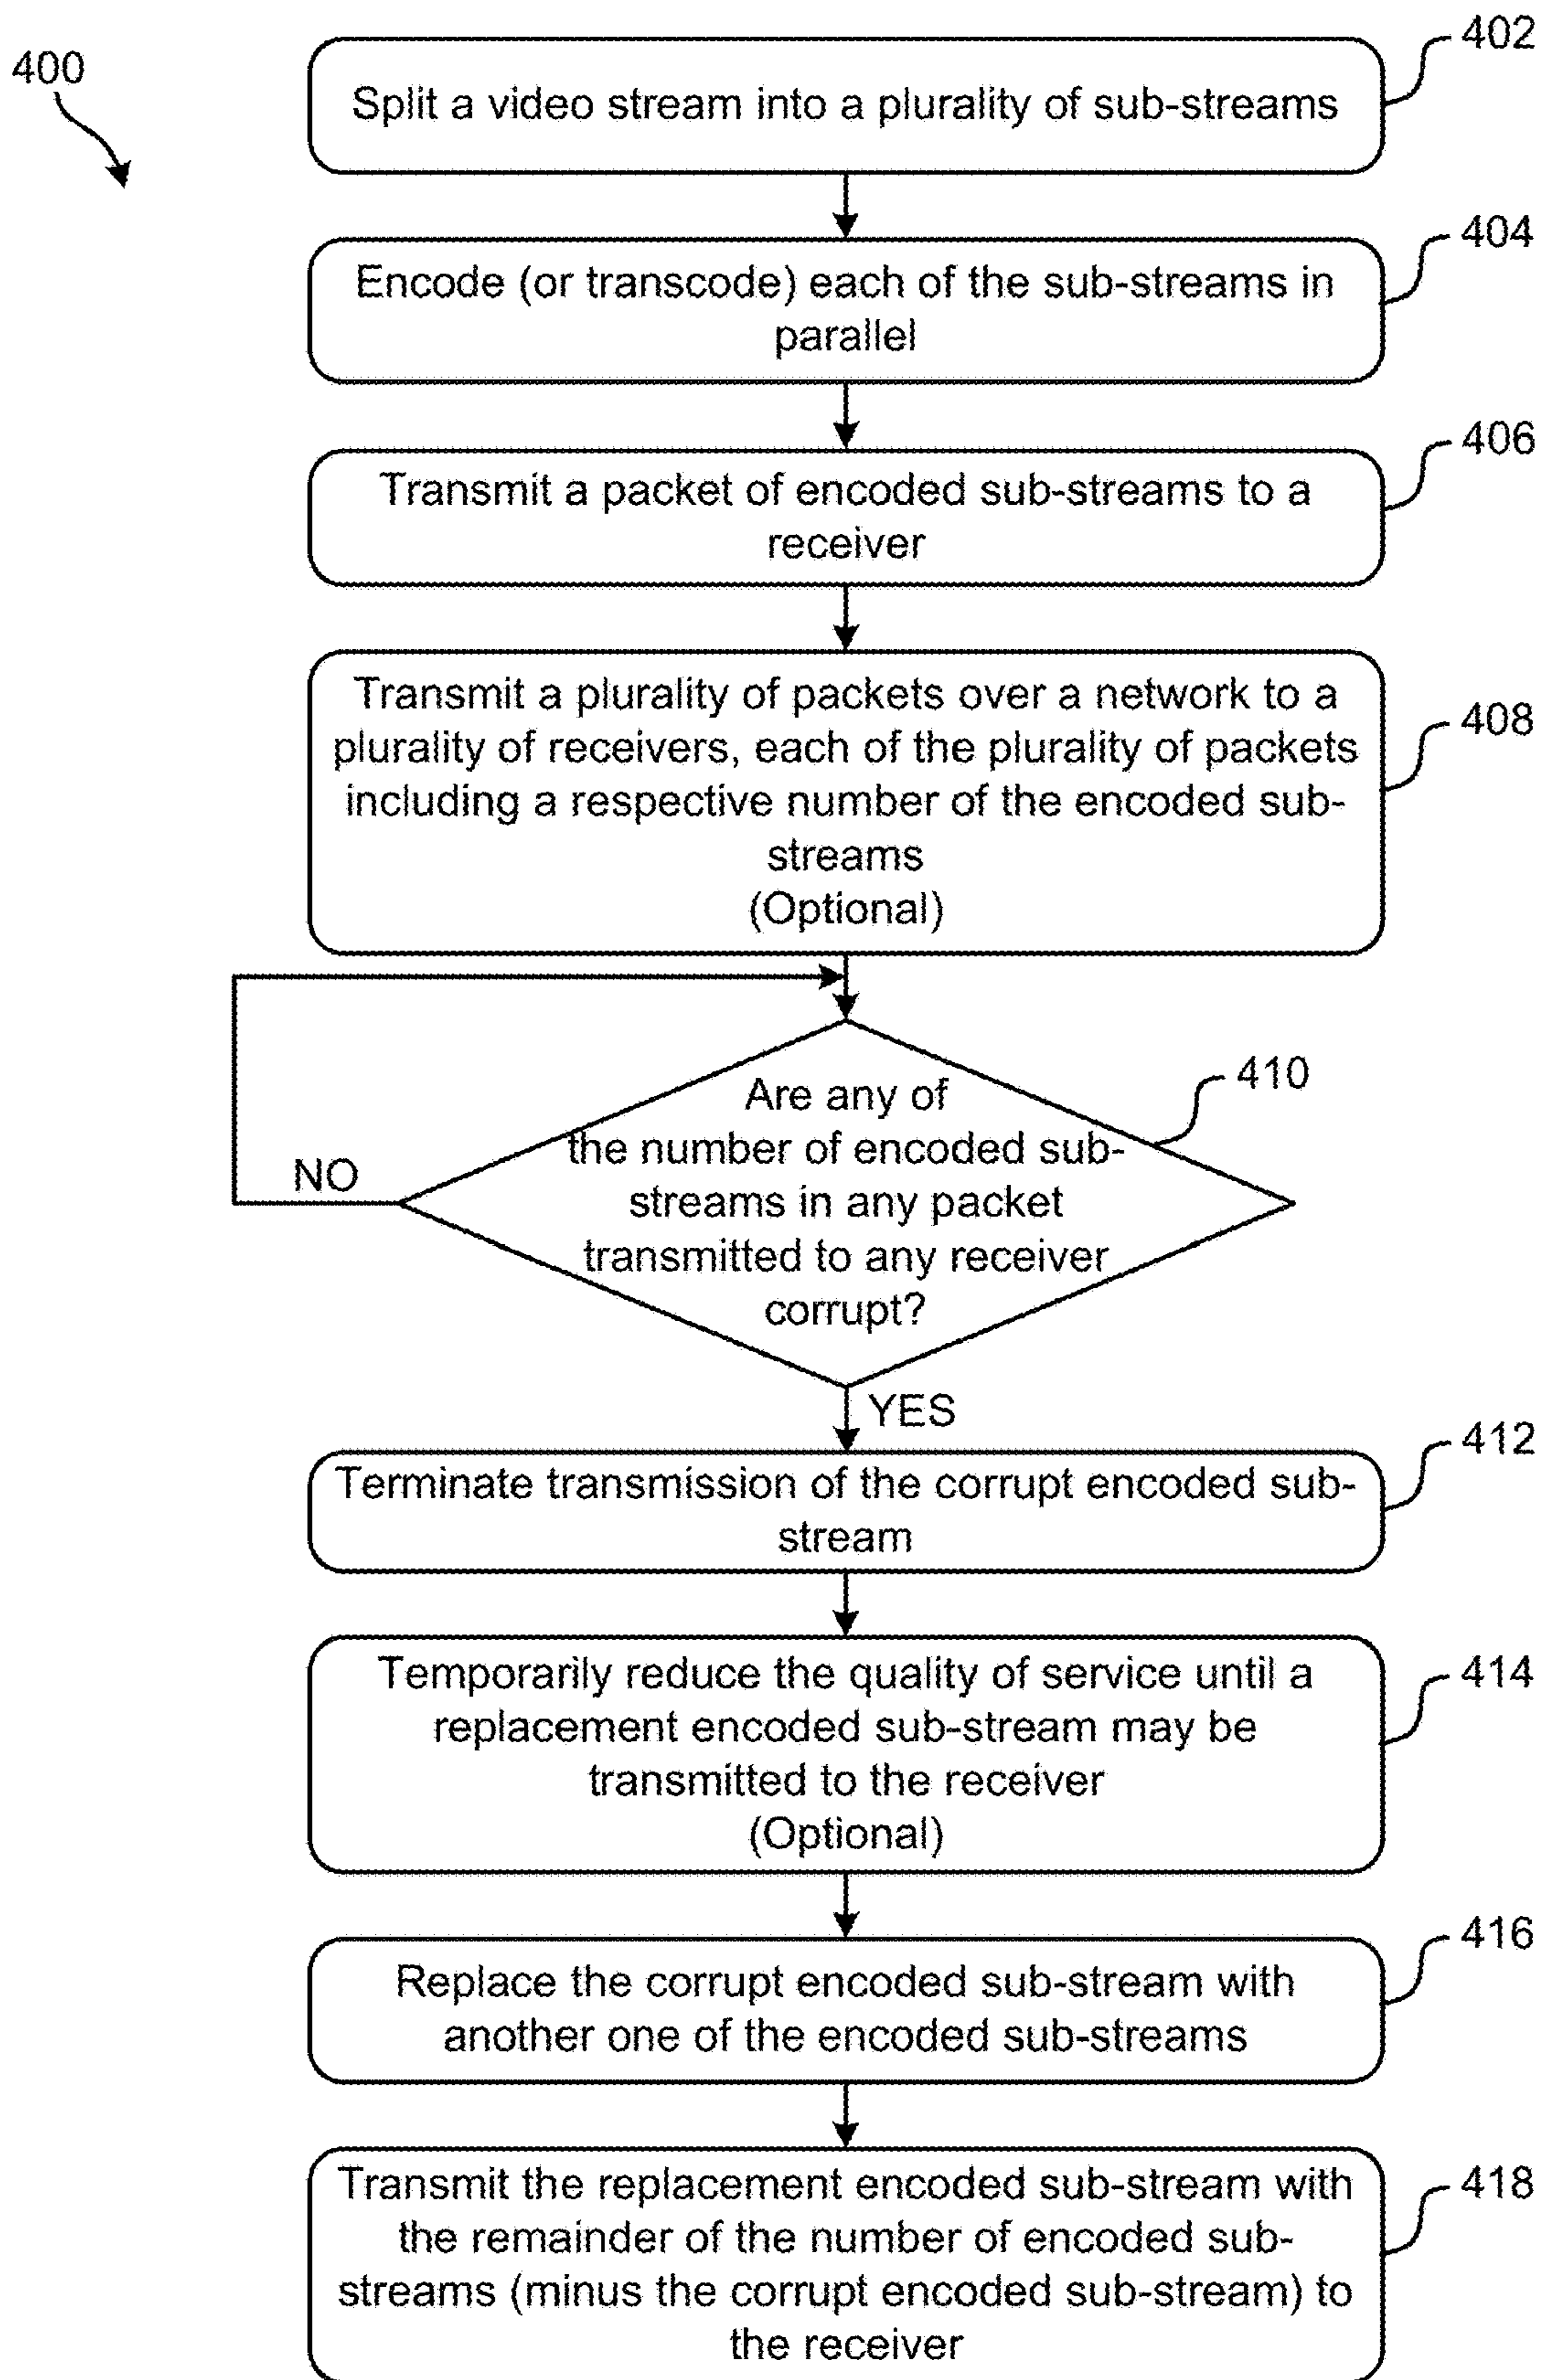 400
402
Split a video stream into a plurality of sub-streams
404
Encode (or transcode) each of the sub-streams in
parallel
406
Transmit a packet of encoded sub-streams to a
receiver
408
Transmit a plurality of packets over a network to a
plurality of receivers, each of the plurality of packets
including a respective number of the encoded sub-
streams
(Optional)
410
Are any of
the number of encoded sub-
streams in any packet
transmitted to any receiver
corrupt?
NO
YES
412
Terminate transmission of the corrupt encoded sub-
stream
414
Temporarily reduce the quality of service until a
replacement encoded sub-stream may be
transmitted to the receiver
(Optional)
416
Replace the corrupt encoded sub-stream with
another one of the encoded sub-streams
418
Transmit the replacement encoded sub-stream with
the remainder of the number of encoded sub-
streams (minus the corrupt encoded sub-stream) to
the receiver